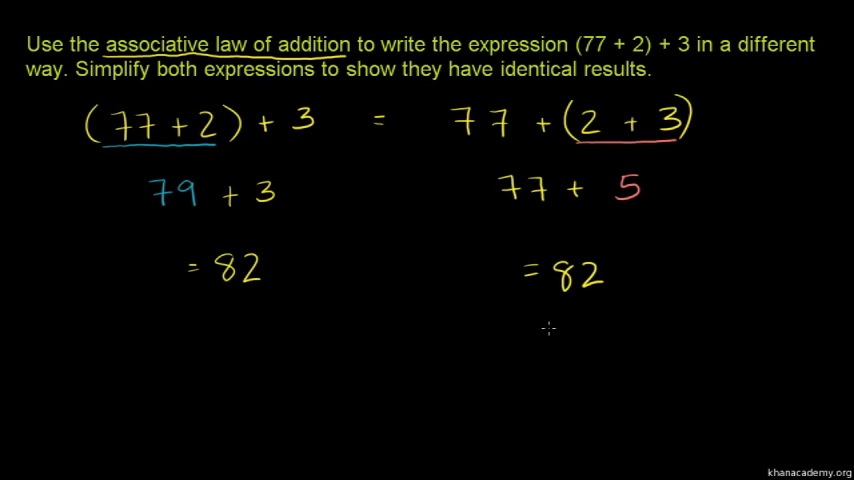 Use the associative law of addition to write the expression (77 + 2) + 3 in a different
way. Simplify both expressions to show they have identical results.
(77 + 2) + 3 = 77 + (2 + 3)
79 + 3 77 + 5
= 82 = 82
khanacademy.org